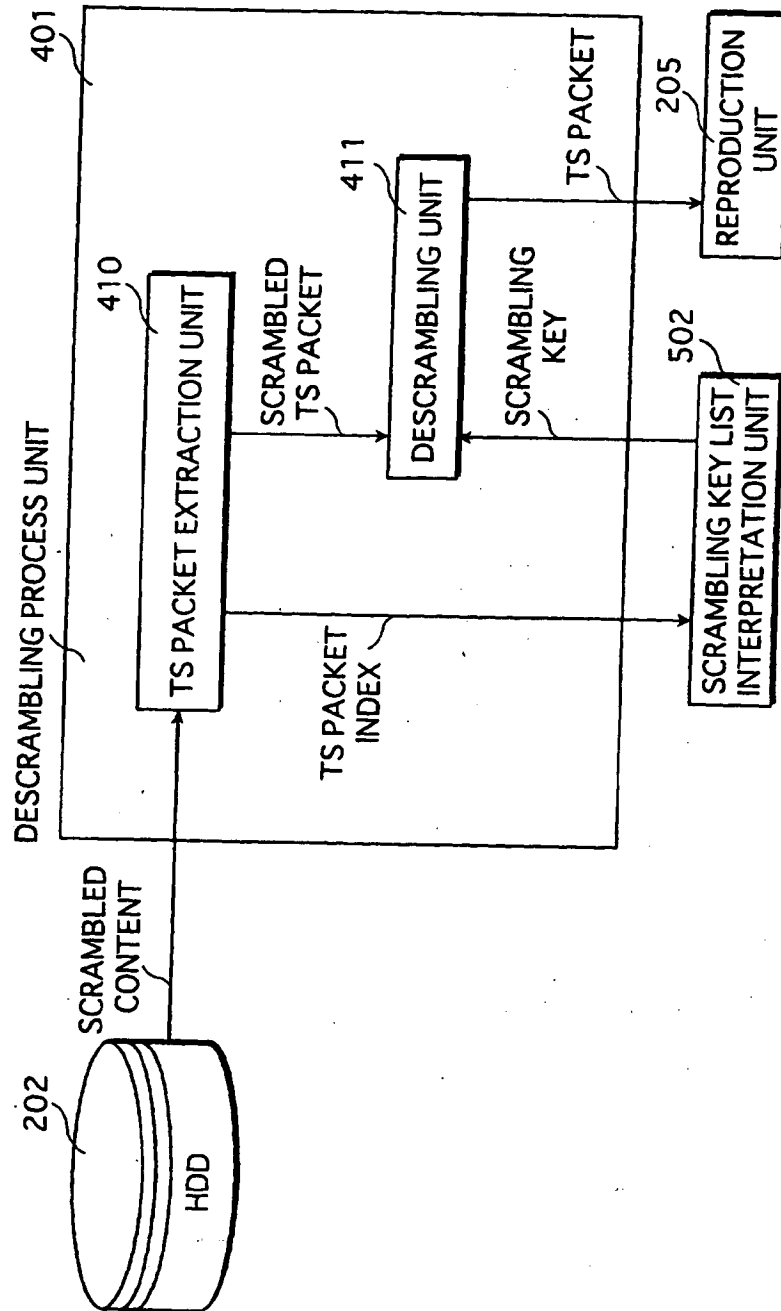 DESCRAMBLING PROCESS UNIT
401
202
HDD
SCRAMBLED
CONTENT
410
TS PACKET EXTRACTION UNIT
SCRAMBLED
TS PACKET
411
DESCRAMBLING UNIT
TS PACKET
INDEX
SCRAMBLING
KEY
TS PACKET
502
SCRAMBLING KEY LIST
INTERPRETATION UNIT
205
REPRODUCTION
UNIT